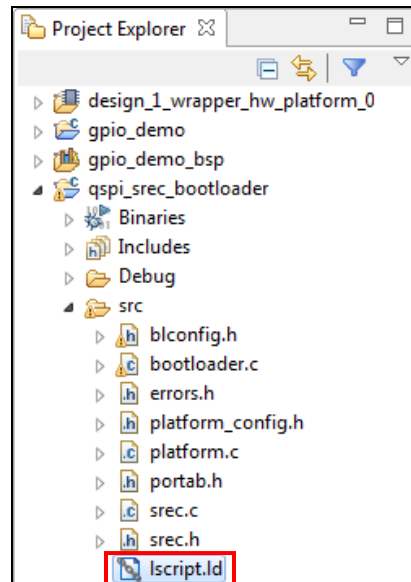 Project Explorer
design_1_wrapper_hw_platform_0
gpio_demo
gpio_demo_bsp
qspi_srec_bootloader
Binaries
Includes
Debug
src
blconfig.h
bootloader.c
errors.h
platform_config.h
platform.c
portab.h
srec.c
srec.h
lscript.ld